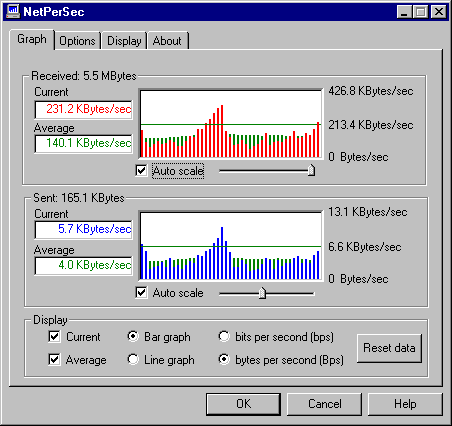 NetPerSec
Graph Options Display About
Received: 5.5 MBytes
Current
231.2 KBytes/sec
Average
140.1 KBytes/sec
426.8 KBytes/sec
213.4 KBytes/sec
0 Bytes/sec
Auto scale
Sent: 165.1 KBytes
Current
5.7 KBytes/sec
Average
4.0 KBytes/sec
13.1 KBytes/sec
6.6 KBytes/sec
0 Bytes/sec
Auto scale
Display
Current Bar graph bits per second (bps)
Average Line graph bytes per second (Bps)
Reset data
OK Cancel Help